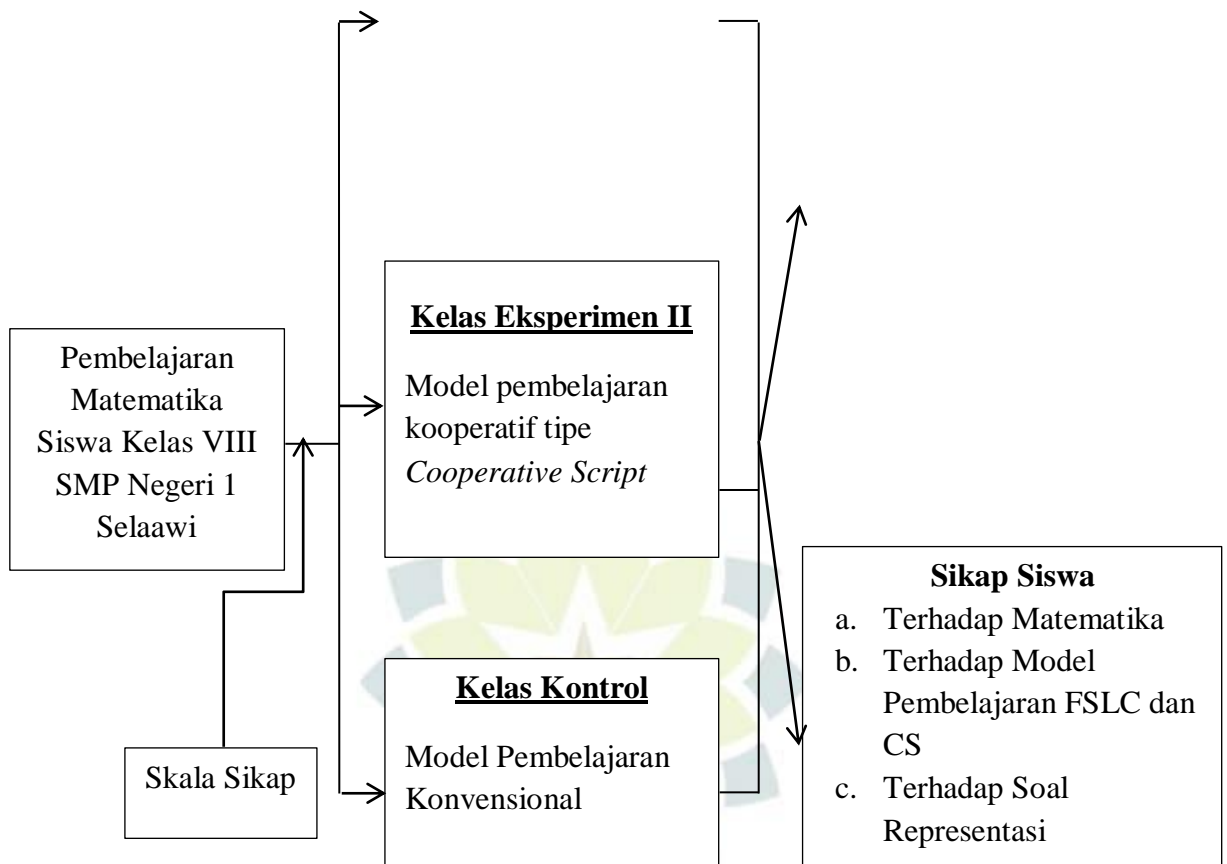 Pembelajaran
Matematika
Siswa Kelas VIII
SMP Negeri 1
Selaawi
Skala Sikap
Kelas Eksperimen II
Model pembelajaran
kooperatif tipe
Cooperative Script
Kelas Kontrol
Model Pembelajaran
Konvensional
Sikap Siswa
a. Terhadap Matematika
b. Terhadap Model
Pembelajaran FSLC dan
CS
c. Terhadap Soal
Representasi